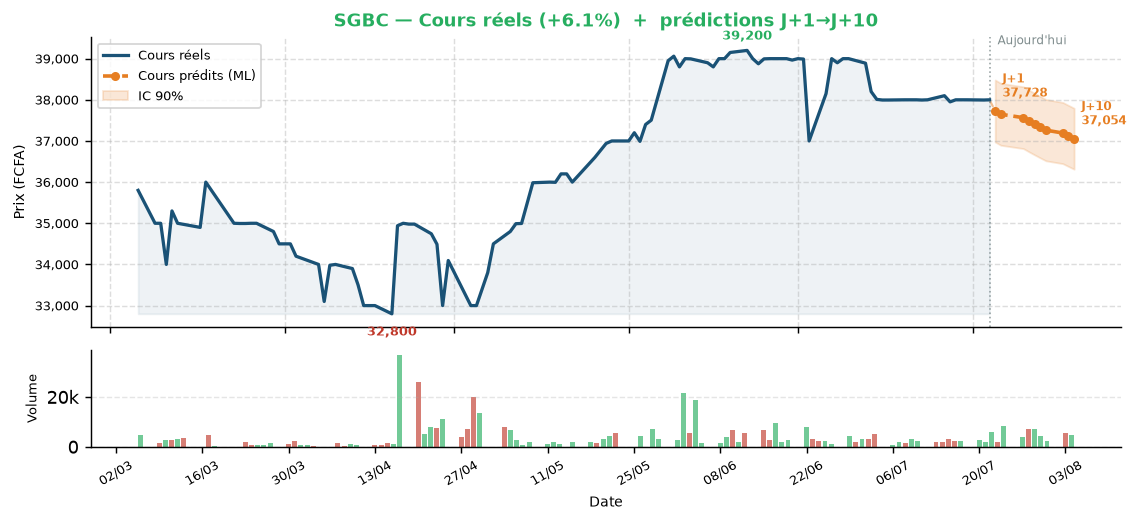 SGBC — Cours réels (+6.1%)  +  prédictions J+1→J+10
39,200
Aujourd'hui
Cours réels
Cours prédits (ML)
IC 90%
J+1
37,728
J+10
37,054
32,800
Prix (FCFA)
39,000
38,000
37,000
36,000
35,000
34,000
33,000
Volume
20k
0
02/03 16/03 30/03 13/04 27/04 11/05 25/05 08/06 22/06 06/07 20/07 03/08
Date